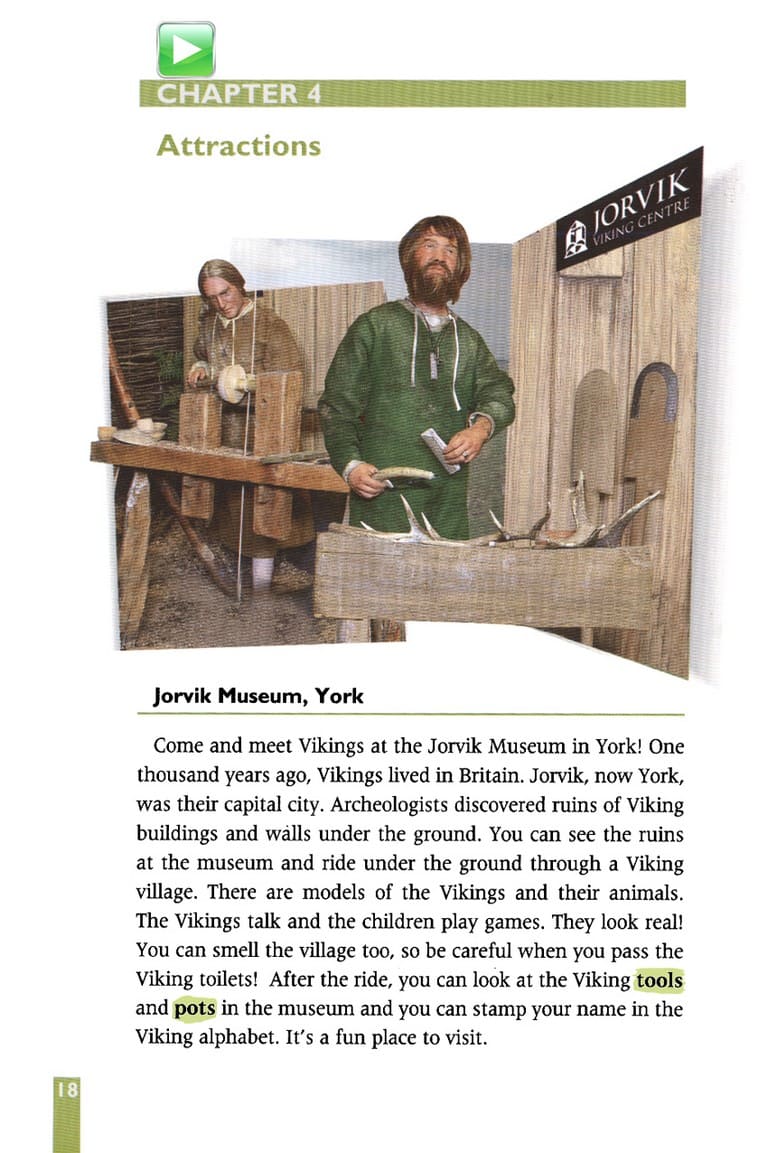 CHAPTER 4
Attractions
JORVIK
VIKING CENTRE
Jorvik Museum, York
Come and meet Vikings at the Jorvik Museum in York! One
thousand years ago, Vikings lived in Britain. Jorvik, now York,
was their capital city. Archeologists discovered ruins of Viking
buildings and walls under the ground. You can see the ruins
at the museum and ride under the ground through a Viking
village. There are models of the Vikings and their animals.
The Vikings talk and the children play games. They look real!
You can smell the village too, so be careful when you pass the
Viking toilets! After the ride, you can look at the Viking tools
and pots in the museum and you can stamp your name in the
Viking alphabet. It's a fun place to visit.
18